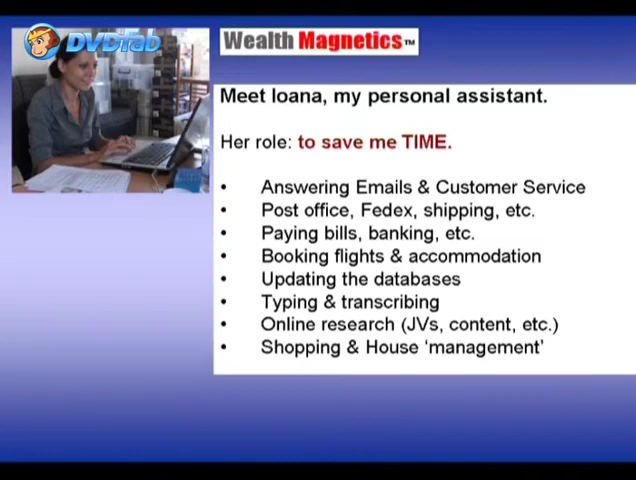 DVDFab
Wealth Magnetics™
Meet Ioana, my personal assistant.
Her role: to save me TIME.
• Answering Emails & Customer Service
• Post office, Fedex, shipping, etc.
• Paying bills, banking, etc.
• Booking flights & accommodation
• Updating the databases
• Typing & transcribing
• Online research (JVs, content, etc.)
• Shopping & House ‘management’